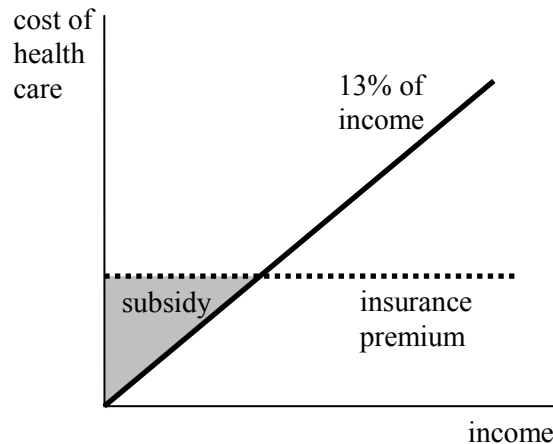 cost of
health
care
13% of
income
subsidy
insurance
premium
income